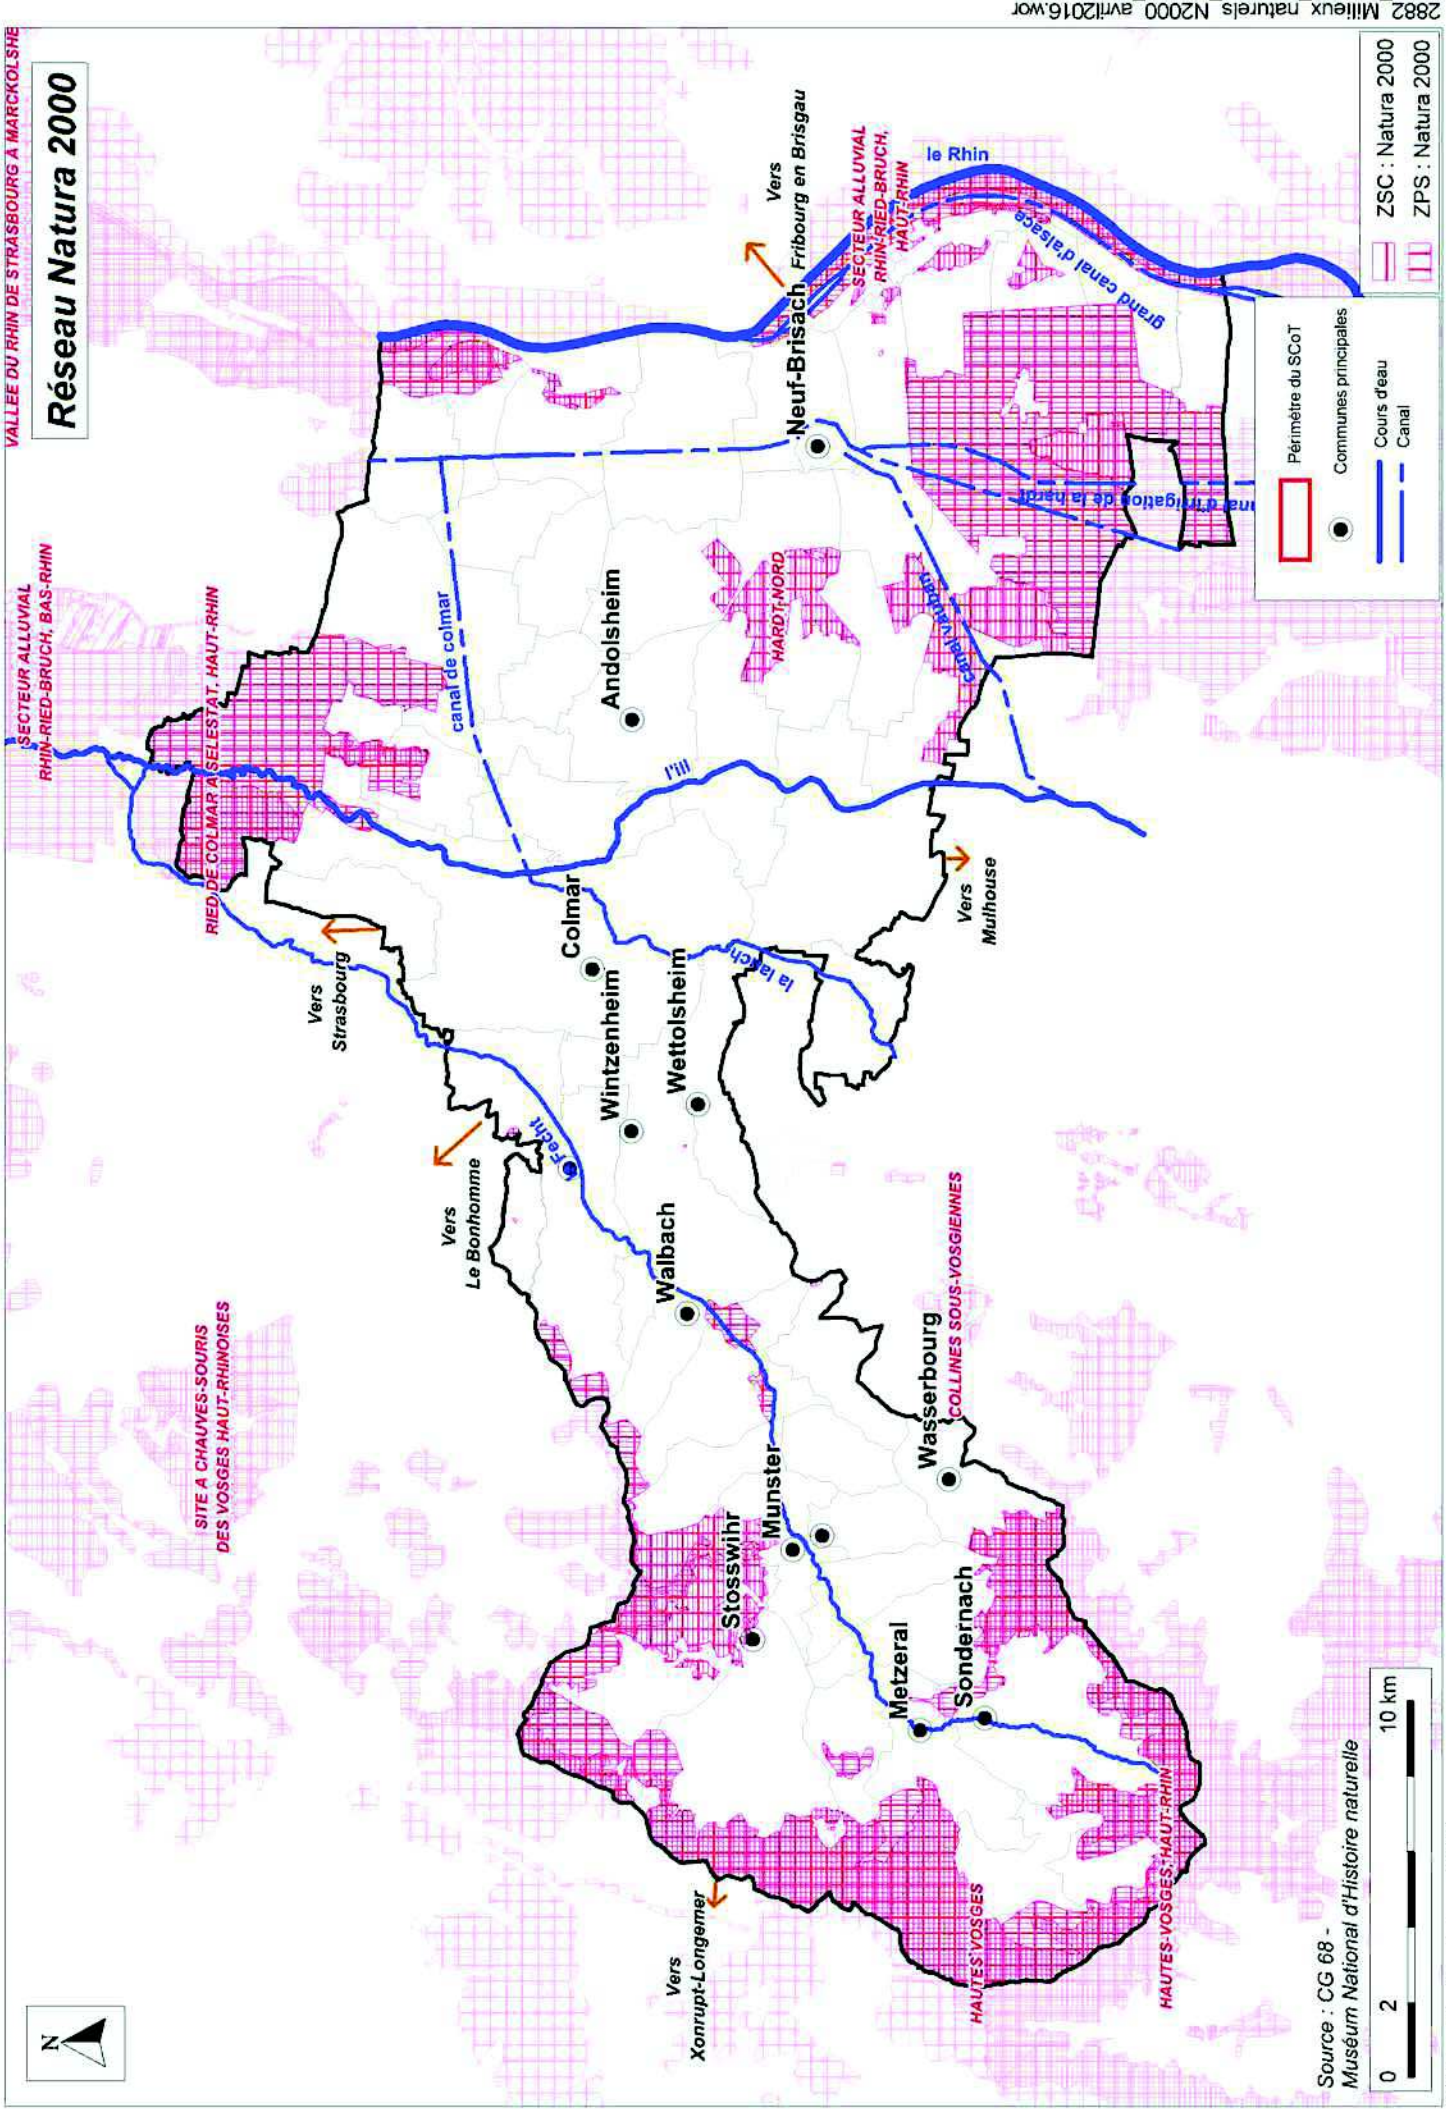 Réseau Natura 2000
VALLEE DU RHIN DE STRASBOURG A MARCKOLSHE
SECTEUR ALLUVIAL
RHIN-RIED-BRUCH, BAS-RHIN
RIED DE COLMAR A SELESTAT, HAUT-RHIN
SITE A CHAUVES-SOURIS
DES VOSGES HAUT-RHINOISES
Vers
Strasbourg
Vers
Le Bonhomme
canal de colmar
Vers
Fribourg en Brisgau
SECTEUR ALLUVIAL
RHIN-RIED-BRUCH,
HAUT-RHIN
le Rhin
grand canal d'alsace
Neuf-Brisach
Andolsheim
HARDT NORD
l'ill
canal vauban
nal d'irrigation de la hardt
Colmar
Wintzenheim
Wettolsheim
la lauch
Vers
Mulhouse
Fecht
Walbach
Munster
Stosswihr
Wasserbourg
COLLINES SOUS-VOSGIENNES
Metzeral
Sondernach
Vers
Xonrupt-Longemer
HAUTES VOSGES
HAUTES-VOSGES, HAUT-RHIN
N
Source : CG 68 -
Muséum National d'Histoire naturelle
0 2 10 km
Périmètre du SCoT
Communes principales
Cours d'eau
Canal
ZSC : Natura 2000
ZPS : Natura 2000
2882_Milieux_naturels_N2000_avril2016.wor